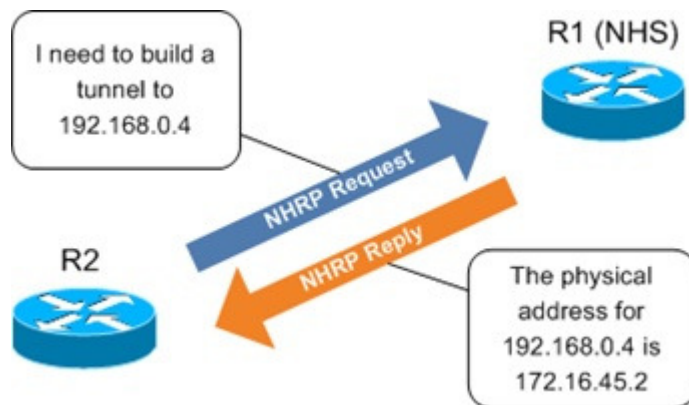 I need to build a
tunnel to
192.168.0.4
R1 (NHS)
NHRP Request
NHRP Reply
R2
The physical
address for
192.168.0.4 is
172.16.45.2